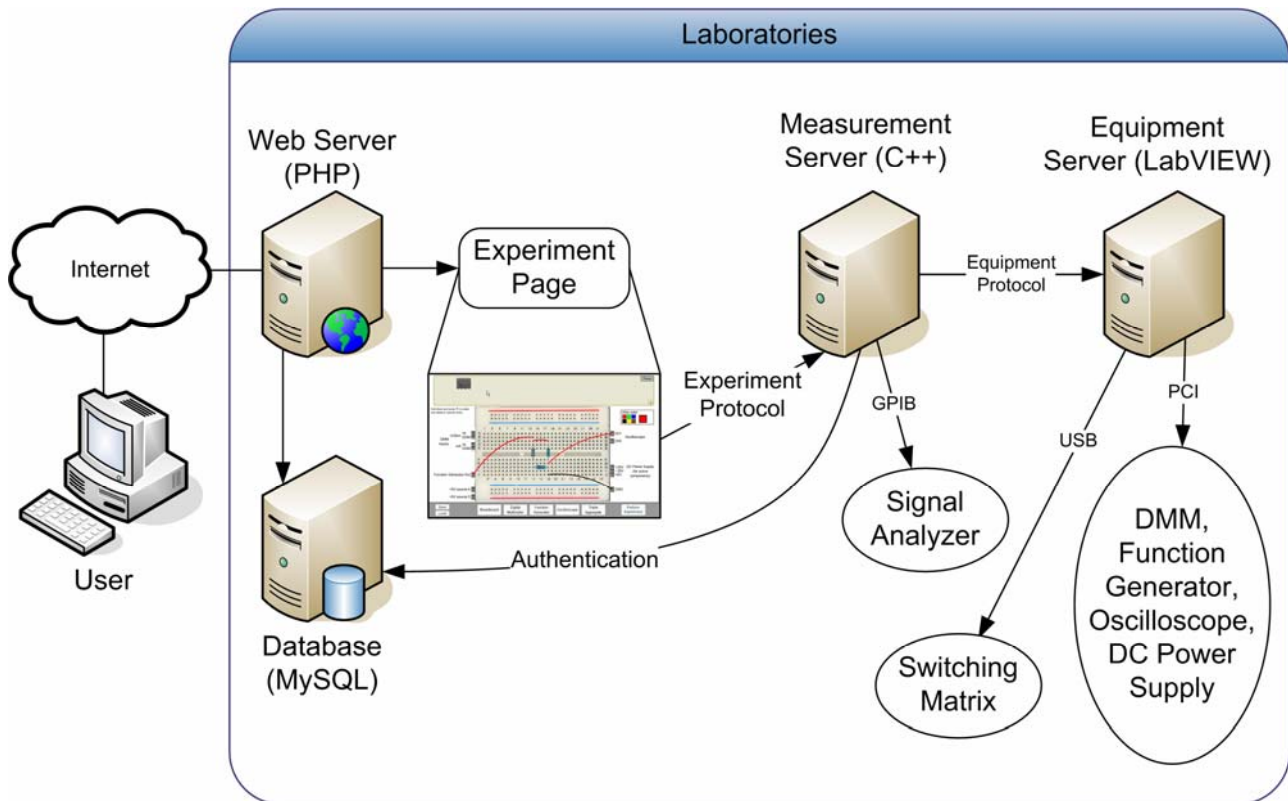 Laboratories
Web Server
(PHP)
Measurement
Server (C++)
Equipment
Server (LabVIEW)
Internet
Experiment
Page
Equipment
Protocol
Experiment
Protocol
GPIB
USB
PCI
User
Authentication
Signal
Analyzer
DMM,
Function
Generator,
Oscilloscope,
DC Power
Supply
Database
(MySQL)
Switching
Matrix